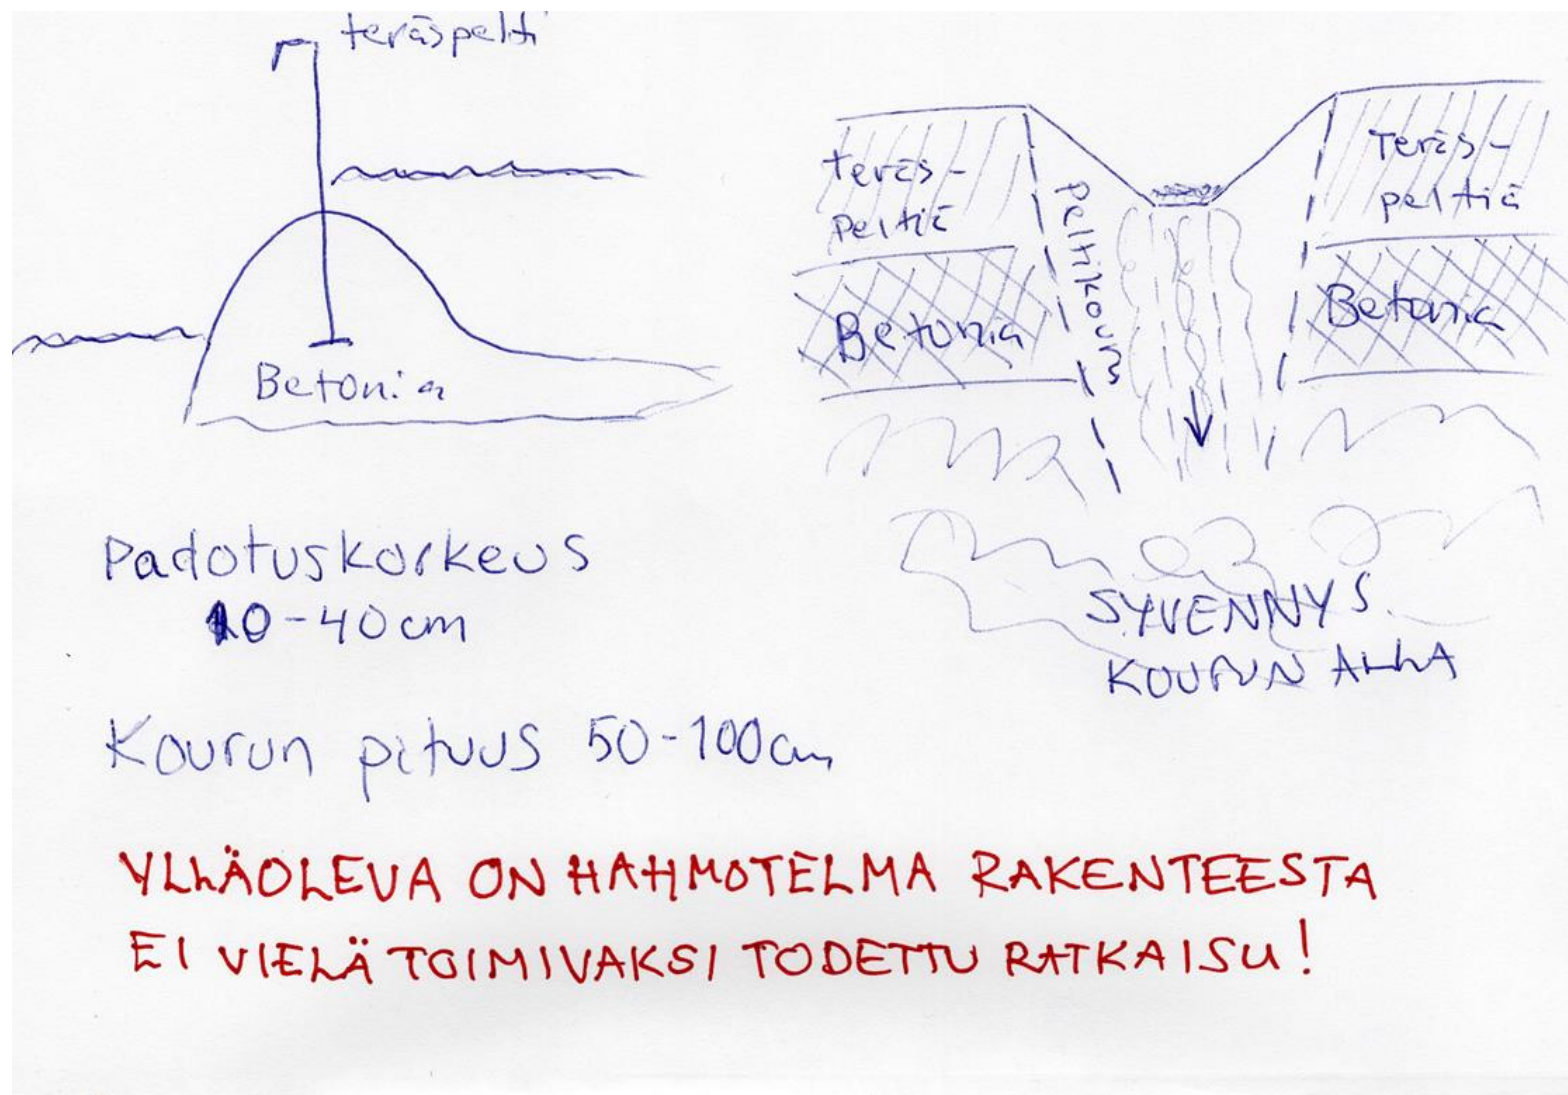 teräspelti
teräs-
peltiä
Betonia
Peltikouru
Teräs-
peltiä
Betonia
Betonia
SYVENNYS
KOURUN ALLA
Padotuskorkeus
10-40cm
Kourun pituus 50-100cm
YLLÄOLEVA ON HAHMOTELMA RAKENTEESTA
EI VIELÄ TOIMIVAKSI TODETTU RATKAISU!